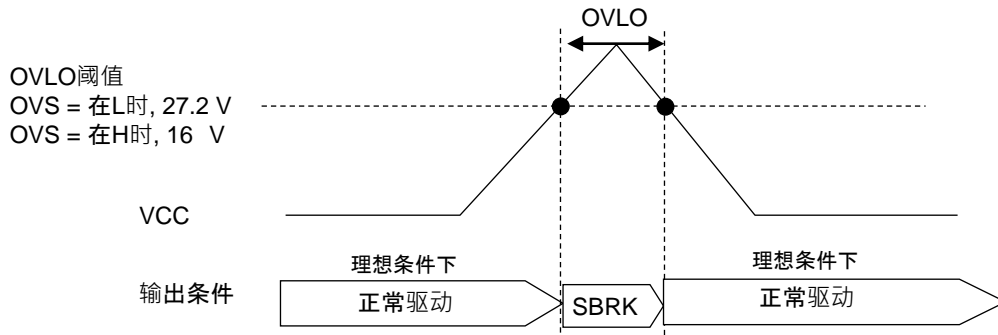 OVLO
OVLO阈值
OVS = 在L时, 27.2 V
OVS = 在H时, 16 V
VCC
理想条件下
理想条件下
输出条件
正常驱动
SBRK
正常驱动